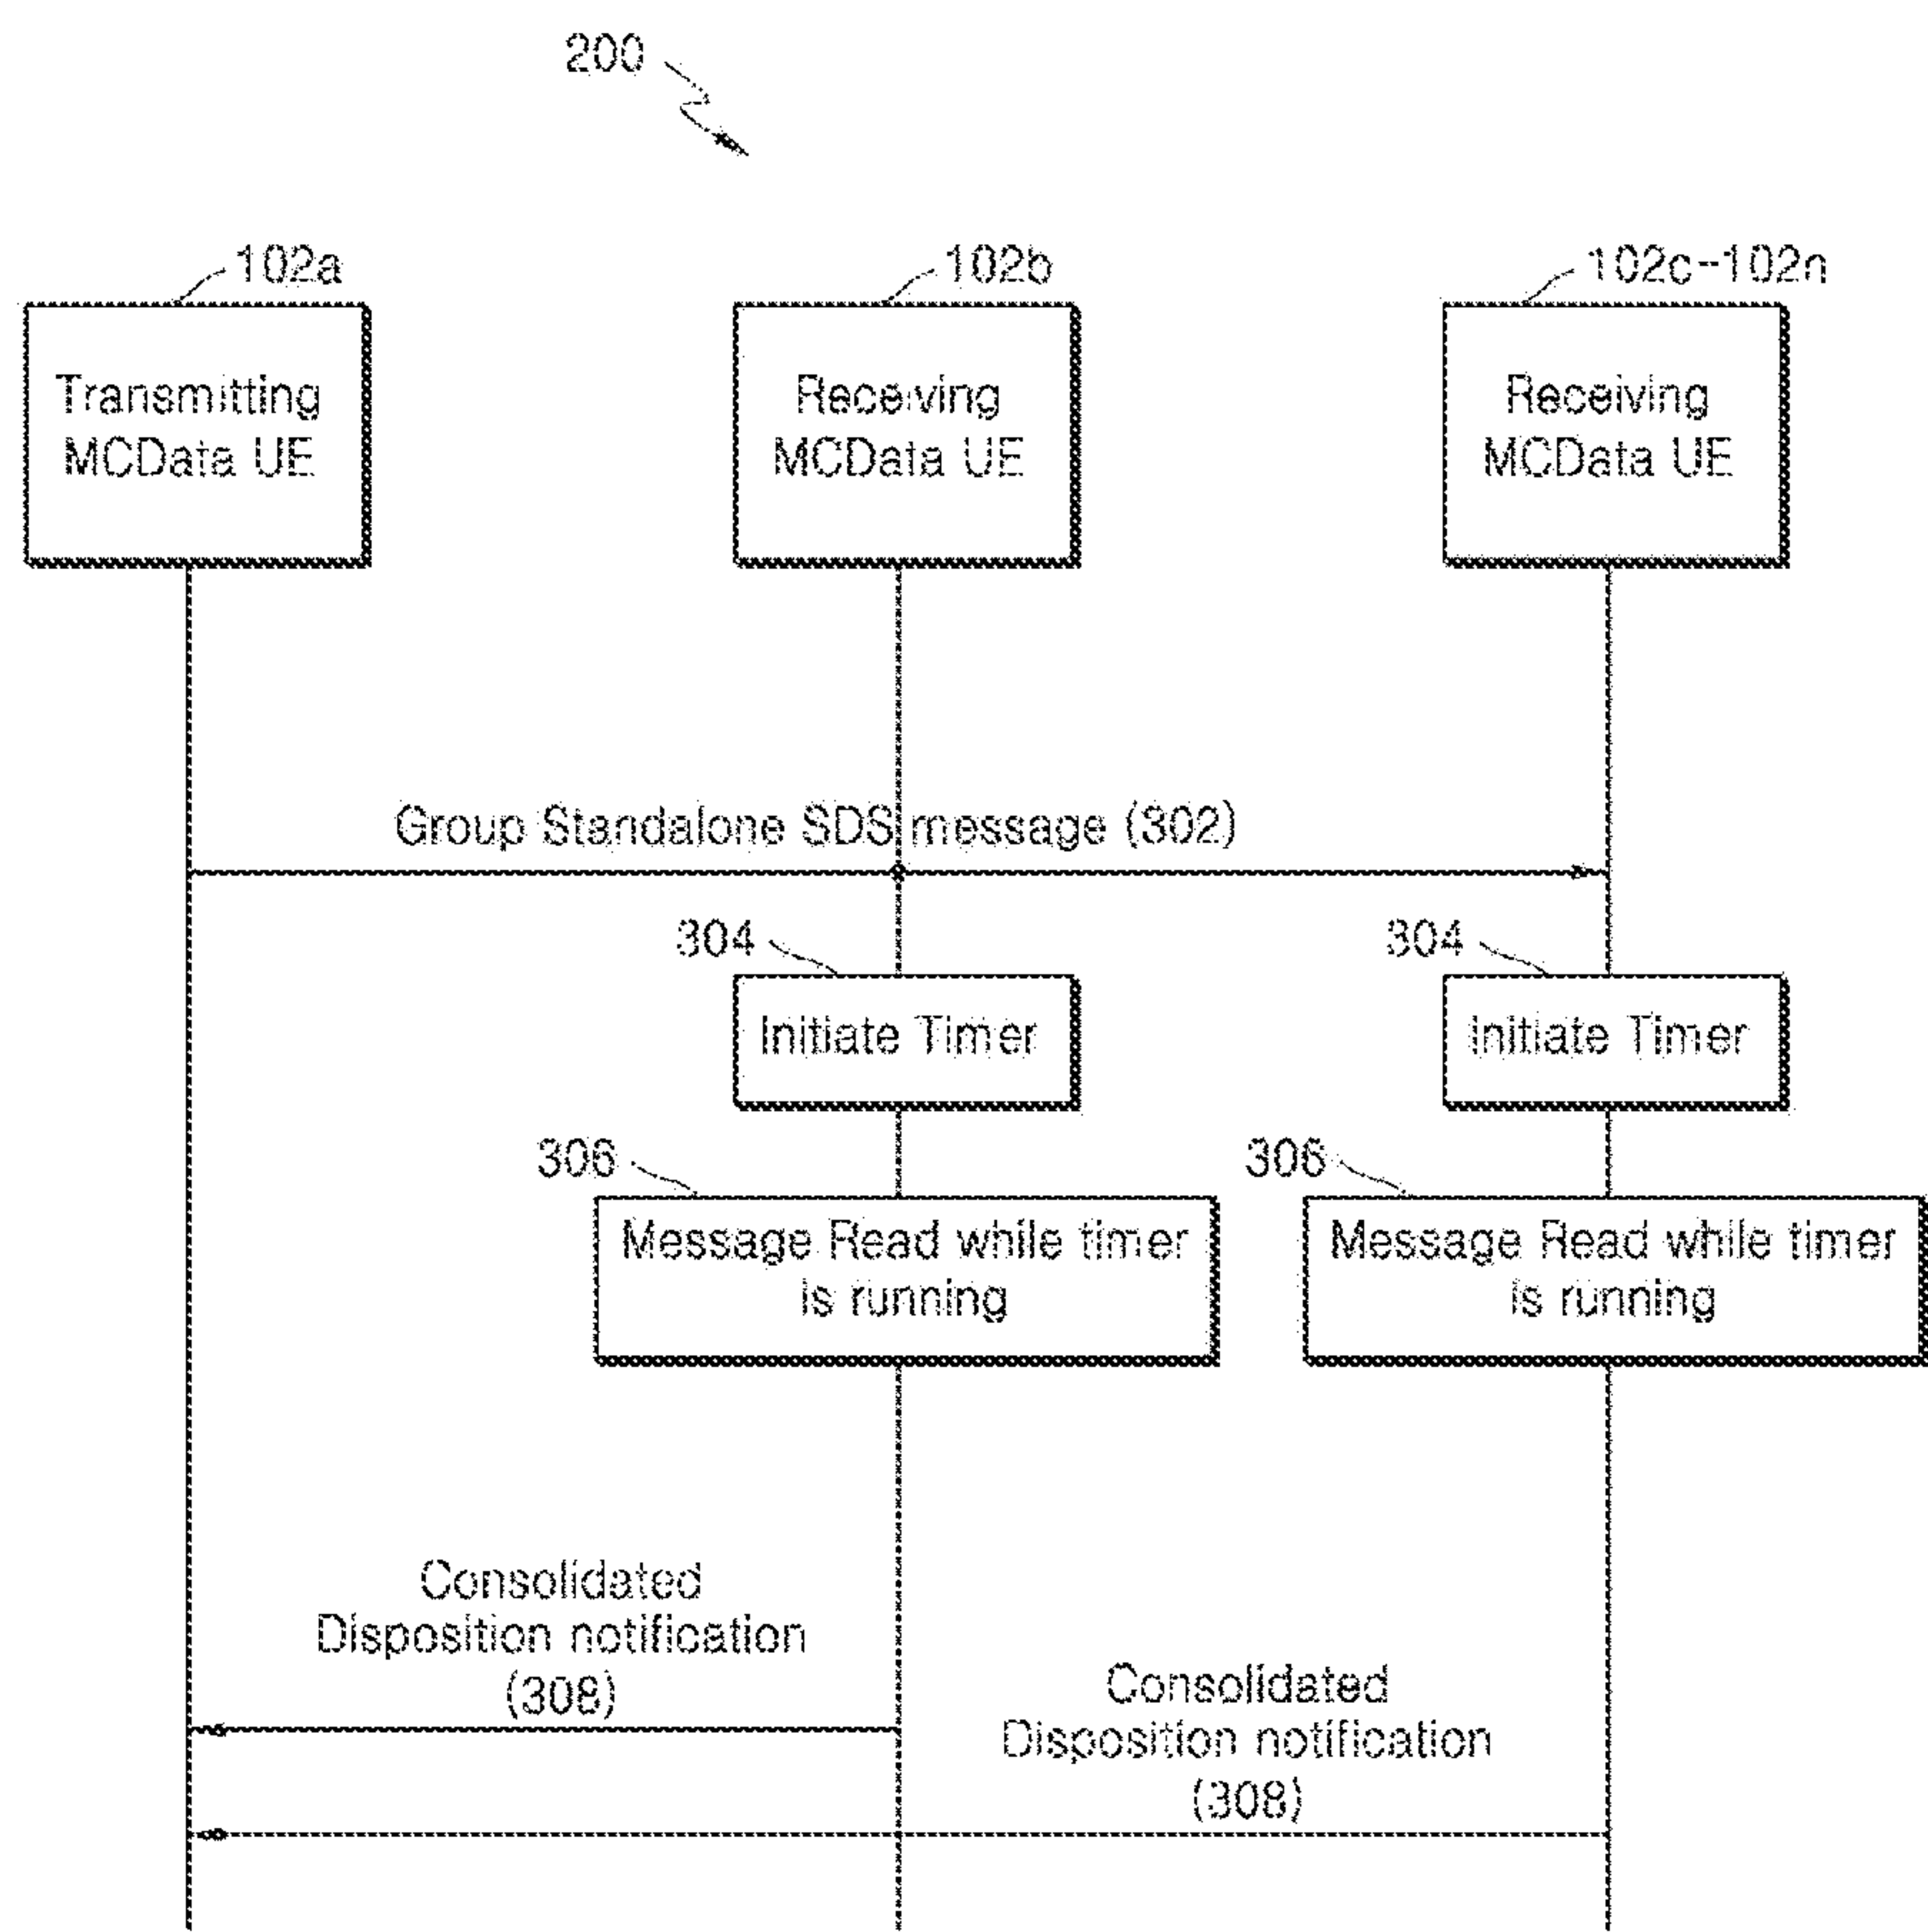 200
102a
102b
102c-102n
Transmitting
MCData UE
Receiving
MCData UE
Receiving
MCData UE
Group Standalone SDS message (302)
304
304
Initiate Timer
Initiate Timer
306
306
Message Read while timer
is running
Message Read while timer
is running
Consolidated
Disposition notification
(308)
Consolidated
Disposition notification
(308)